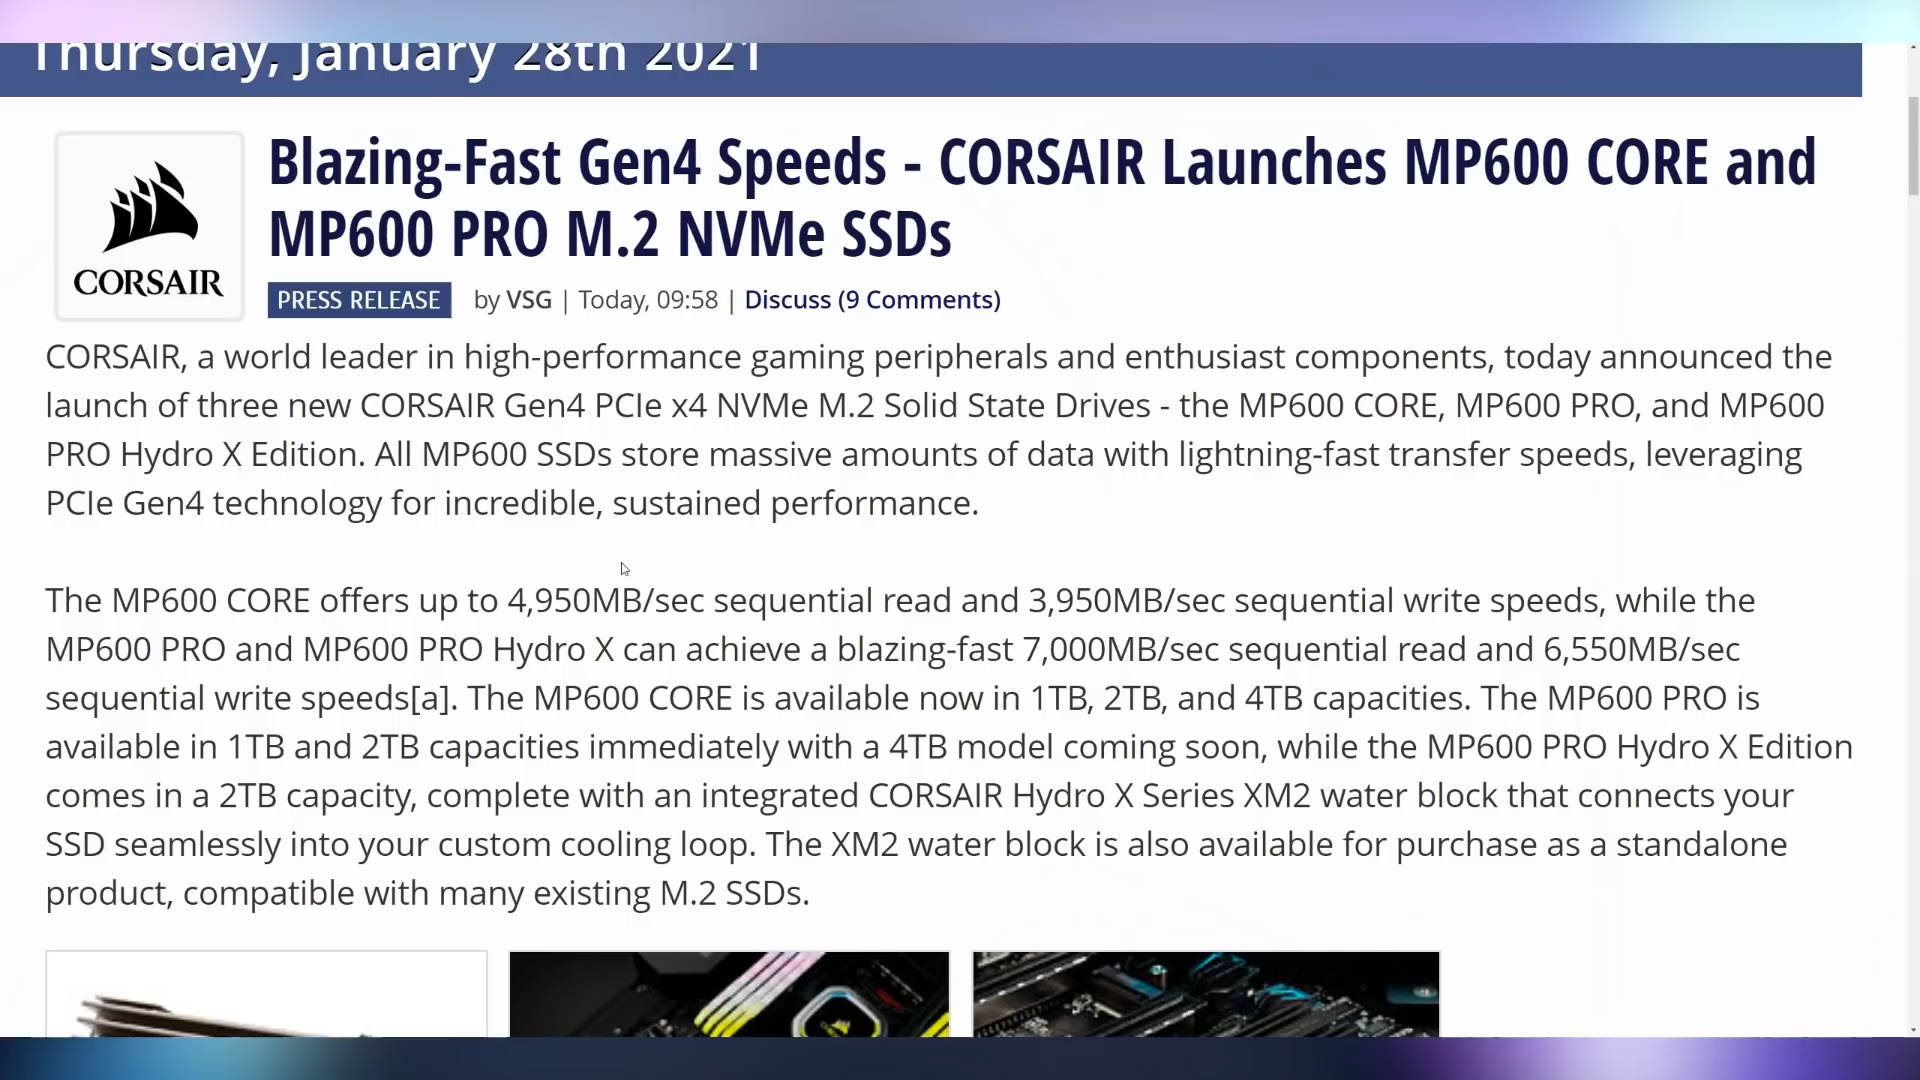 Thursday, January 28th 2021
CORSAIR
Blazing-Fast Gen4 Speeds - CORSAIR Launches MP600 CORE and
MP600 PRO M.2 NVMe SSDs
PRESS RELEASE by VSG | Today, 09:58 | Discuss (9 Comments)
CORSAIR, a world leader in high-performance gaming peripherals and enthusiast components, today announced the
launch of three new CORSAIR Gen4 PCIe x4 NVMe M.2 Solid State Drives - the MP600 CORE, MP600 PRO, and MP600
PRO Hydro X Edition. All MP600 SSDs store massive amounts of data with lightning-fast transfer speeds, leveraging
PCIe Gen4 technology for incredible, sustained performance.
The MP600 CORE offers up to 4,950MB/sec sequential read and 3,950MB/sec sequential write speeds, while the
MP600 PRO and MP600 PRO Hydro X can achieve a blazing-fast 7,000MB/sec sequential read and 6,550MB/sec
sequential write speeds[a]. The MP600 CORE is available now in 1TB, 2TB, and 4TB capacities. The MP600 PRO is
available in 1TB and 2TB capacities immediately with a 4TB model coming soon, while the MP600 PRO Hydro X Edition
comes in a 2TB capacity, complete with an integrated CORSAIR Hydro X Series XM2 water block that connects your
SSD seamlessly into your custom cooling loop. The XM2 water block is also available for purchase as a standalone
product, compatible with many existing M.2 SSDs.